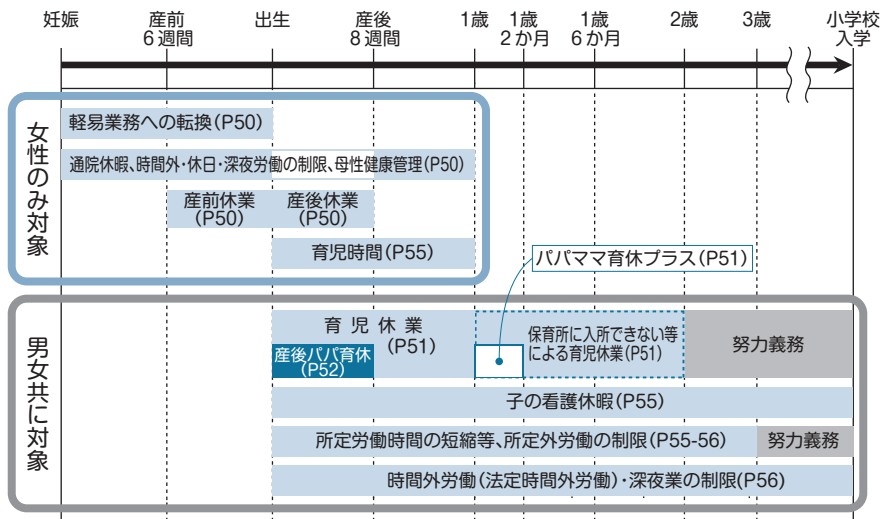 妊娠
産前
6週間
出生
産後
8週間
1歳
1歳
2か月
1歳
6か月
2歳
3歳
小学校
入学
女性のみ対象
軽易業務への転換(P50)
通院休暇、時間外・休日・深夜労働の制限、母性健康管理(P50)
産前休業
(P50)
産後休業
(P50)
育児時間(P55)
パパママ育休プラス(P51)
男女共に対象
育児休業
(P51)
産後パパ育休
(P52)
保育所に入所できない等
による育児休業(P51)
努力義務
子の看護休暇(P55)
所定労働時間の短縮等、所定外労働の制限(P55-56)
努力義務
時間外労働(法定時間外労働)・深夜業の制限(P56)